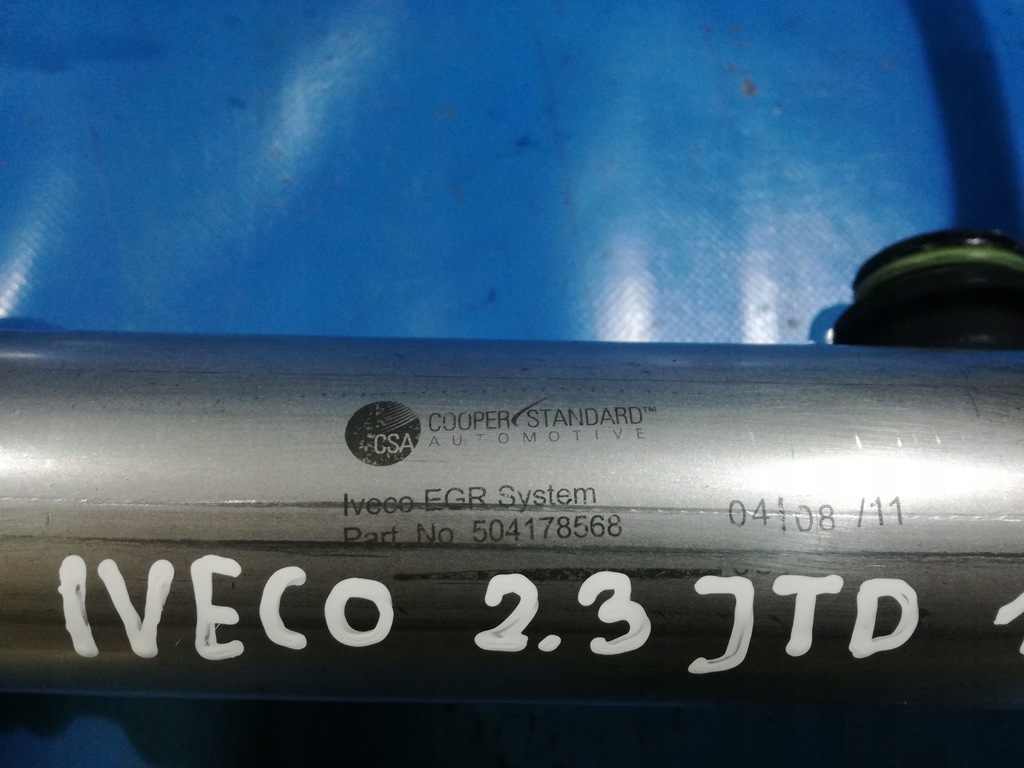 COOPER STANDARD™
CSA AUTOMOTIVE
Iveco EGR System
Part No 504178568
04 08 /11
IVECO 2.3 JTD